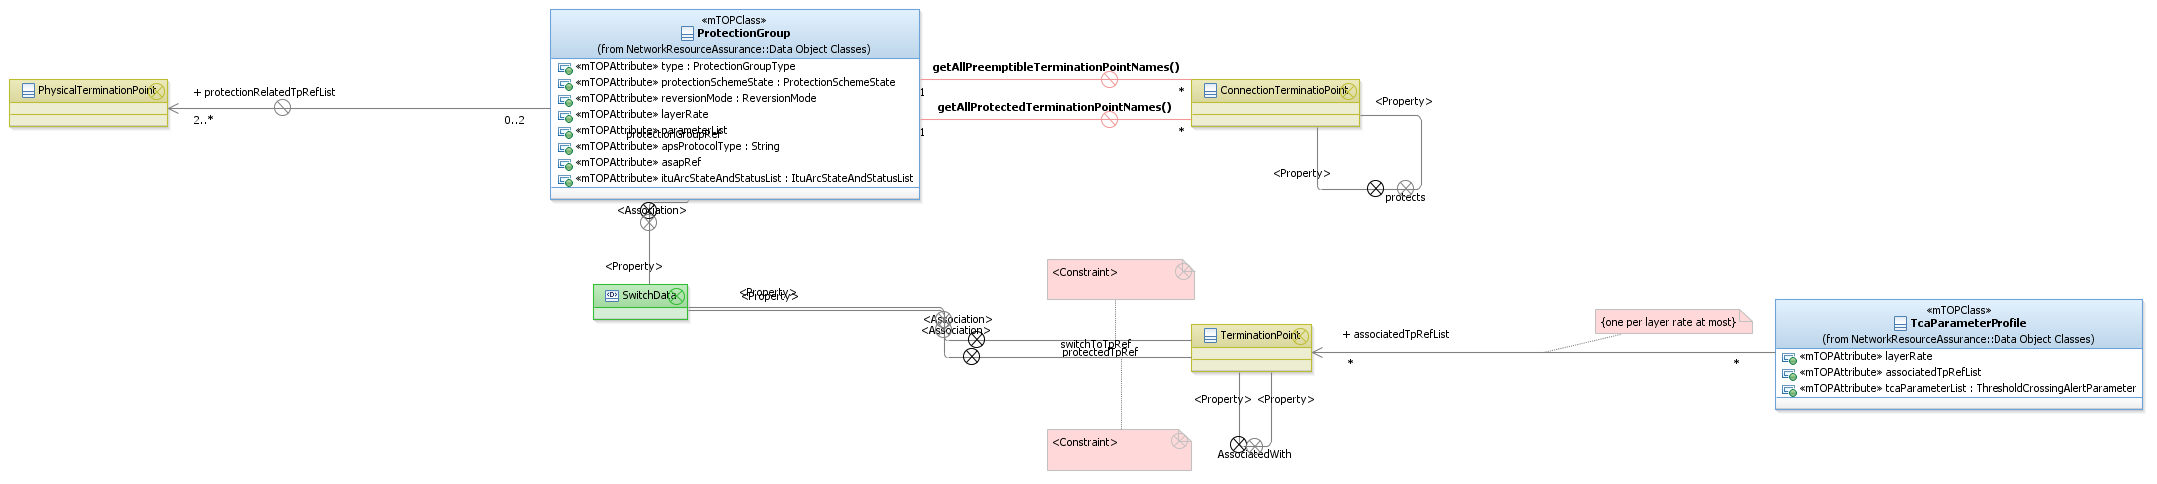 «mTOPClass»
ProtectionGroup
(from NetworkResourceAssurance::Data Object Classes)
«mTOPAttribute» type : ProtectionGroupType
«mTOPAttribute» protectionSchemeState : ProtectionSchemeState
«mTOPAttribute» reversionMode : ReversionMode
«mTOPAttribute» layerRate
«mTOPAttribute» parameterList
protectionGroupRef
«mTOPAttribute» apsProtocolType : String
«mTOPAttribute» asapRef
«mTOPAttribute» ituArcStateAndStatusList : ItuArcStateAndStatusList
PhysicalTerminationPoint
+ protectionRelatedTpRefList
2..*
0..2
getAllPreemptibleTerminationPointNames()
1
*
getAllProtectedTerminationPointNames()
1
*
ConnectionTerminatioPoint
<Property>
<Property>
protects
<Association>
<Property>
SwitchData
<Property>
<Property>
<Association>
<Association>
switchToTpRef
protectedTpRef
<Constraint>
<Constraint>
TerminationPoint
<Property>
<Property>
AssociatedWith
+ associatedTpRefList
*
*
{one per layer rate at most}
«mTOPClass»
TcaParameterProfile
(from NetworkResourceAssurance::Data Object Classes)
«mTOPAttribute» layerRate
«mTOPAttribute» associatedTpRefList
«mTOPAttribute» tcaParameterList : ThresholdCrossingAlertParameter